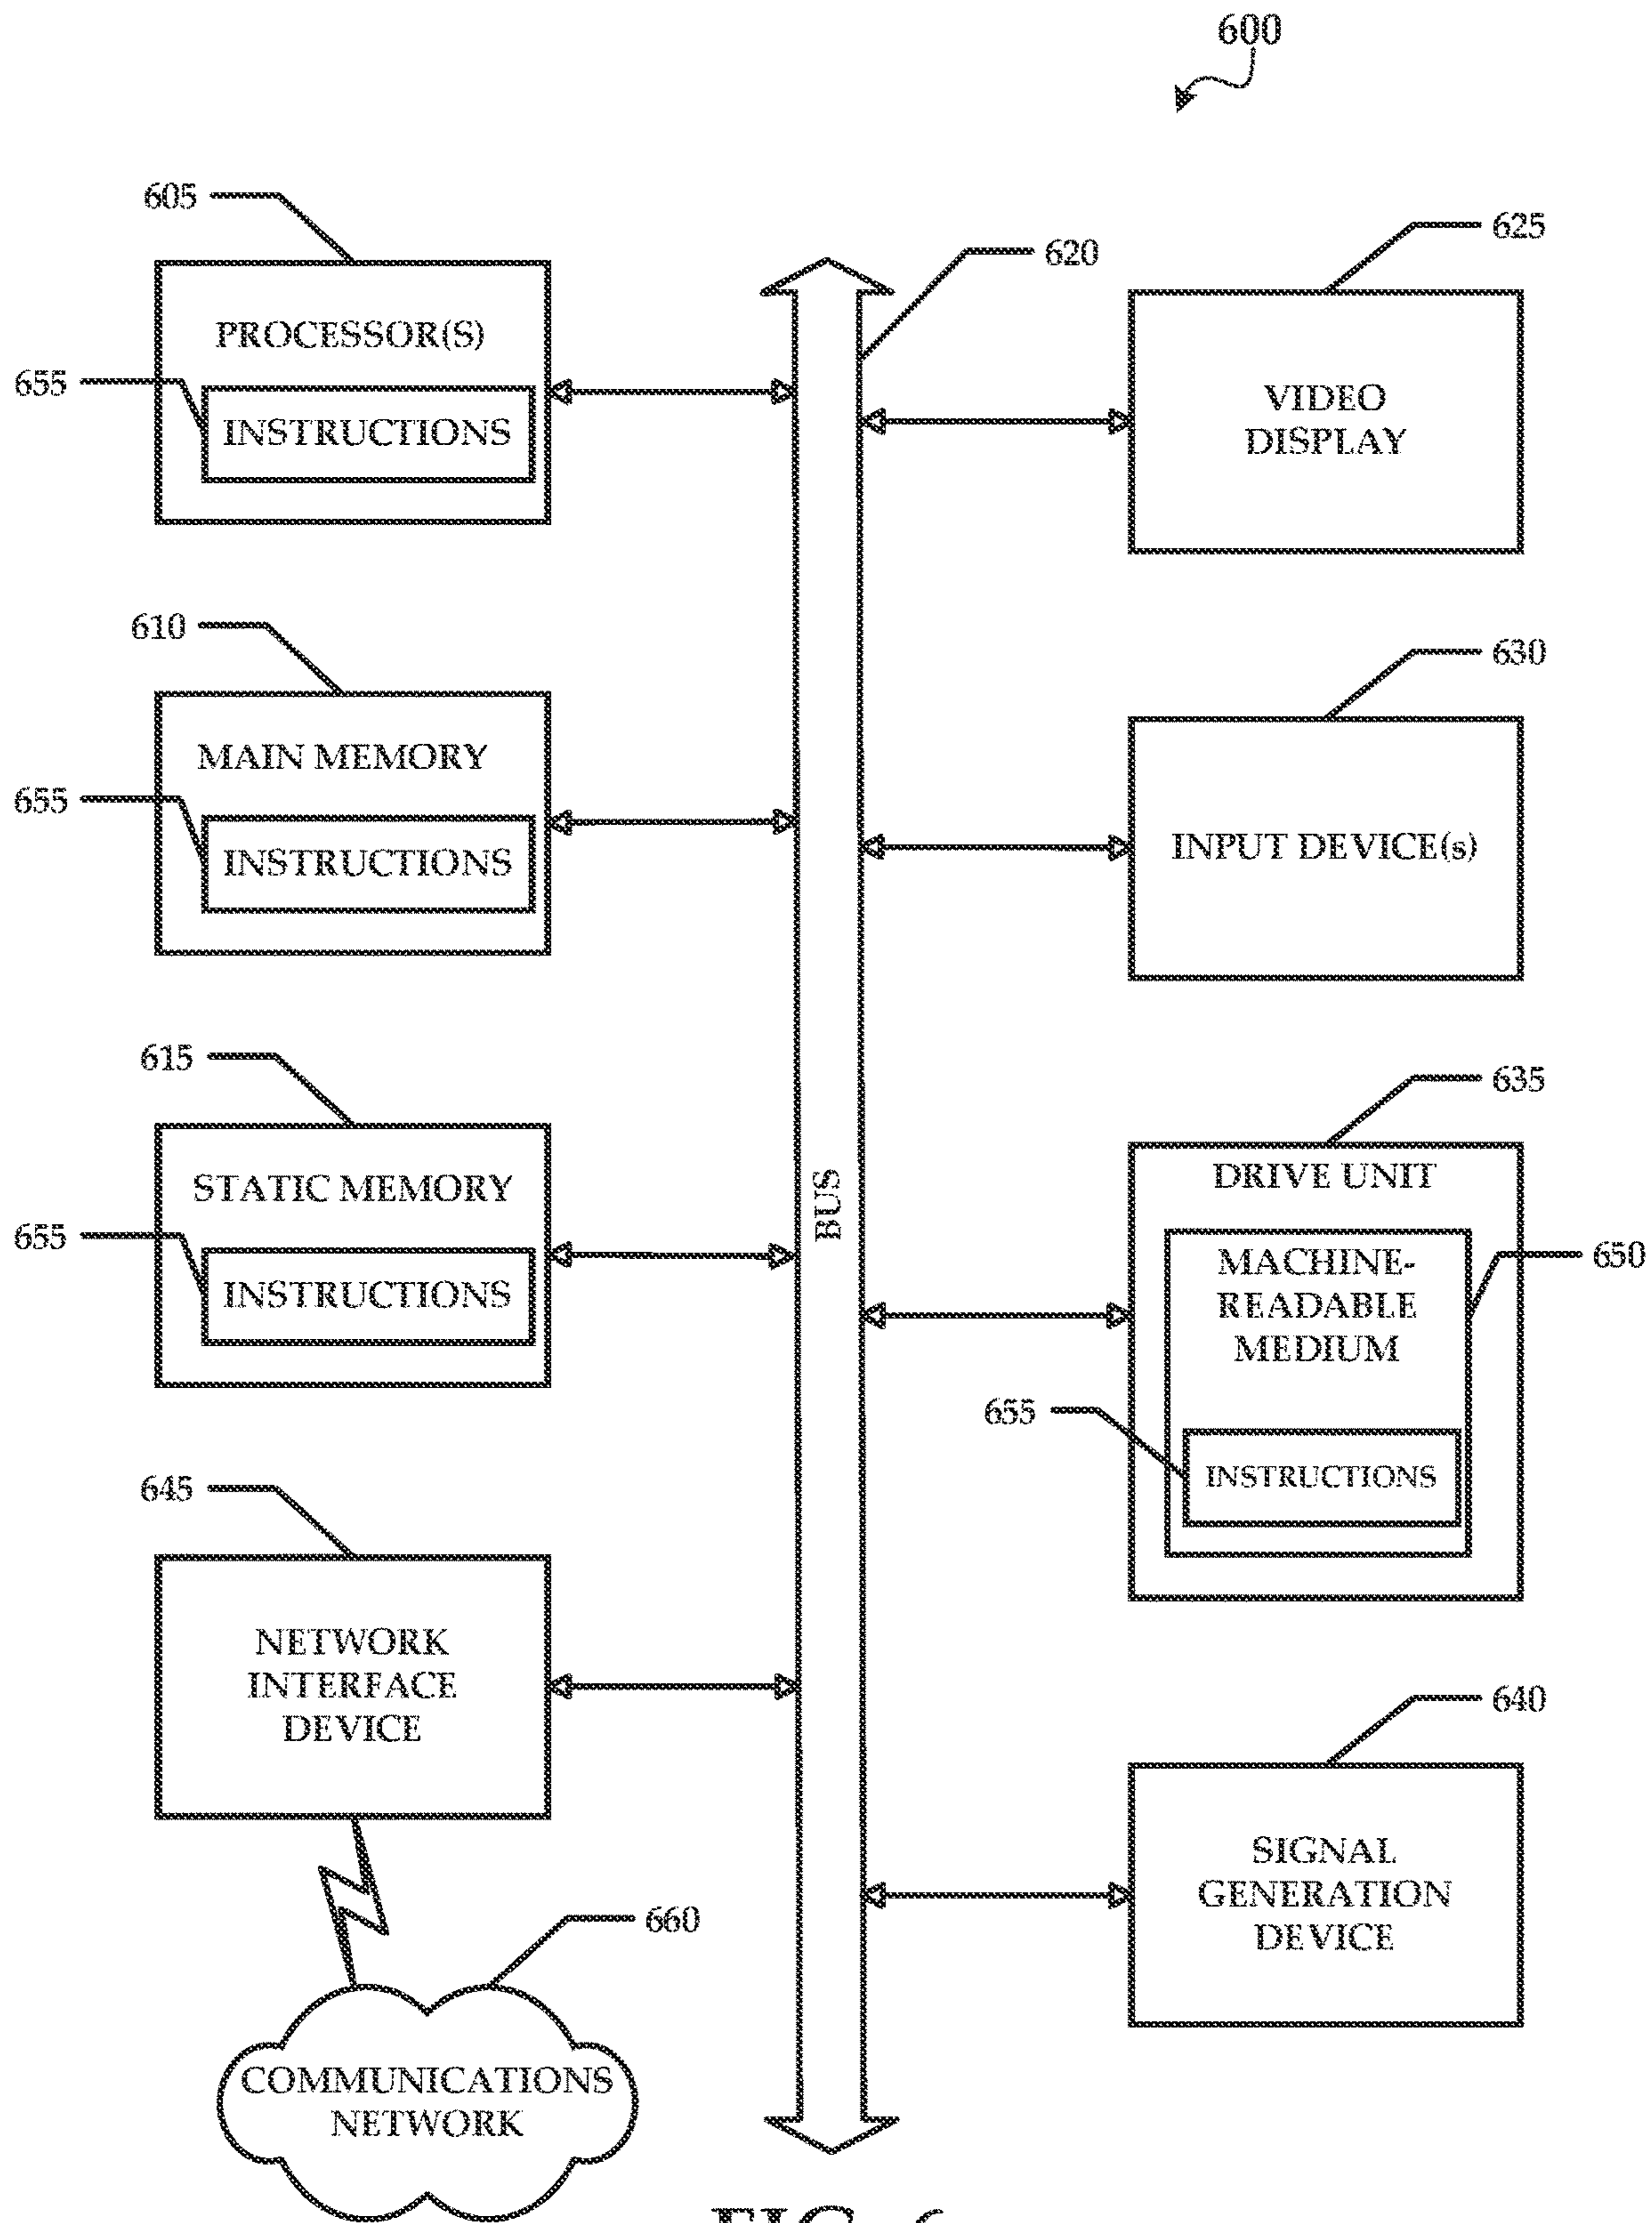 600
605
PROCESSOR(S)
655
INSTRUCTIONS
620
625
VIDEO
DISPLAY
610
MAIN MEMORY
655
INSTRUCTIONS
630
INPUT DEVICE(s)
615
STATIC MEMORY
655
INSTRUCTIONS
BUS
635
DRIVE UNIT
MACHINE-
READABLE
MEDIUM
650
655
INSTRUCTIONS
645
NETWORK
INTERFACE
DEVICE
640
SIGNAL
GENERATION
DEVICE
660
COMMUNICATIONS
NETWORK
FIG. 6